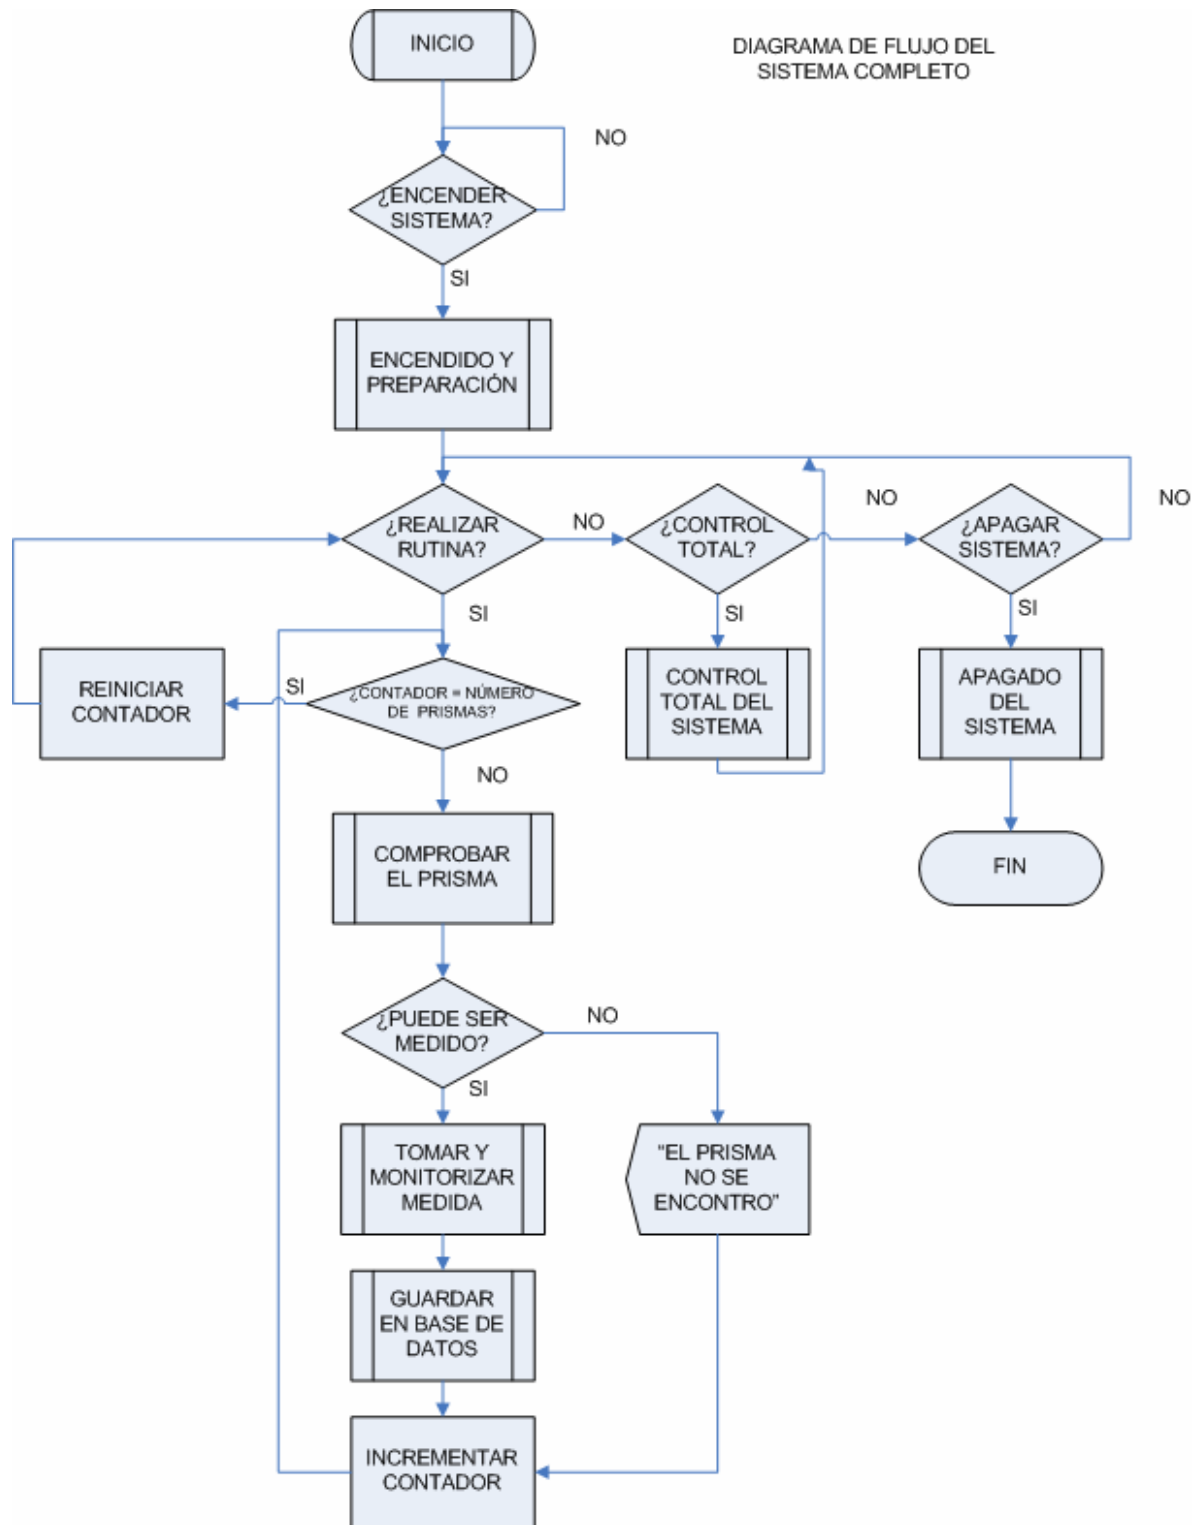 INICIO
DIAGRAMA DE FLUJO DEL
SISTEMA COMPLETO
NO
¿ENCENDER
SISTEMA?
SI
ENCENDIDO Y
PREPARACIÓN
¿REALIZAR
RUTINA?
NO
¿CONTROL
TOTAL?
NO
¿APAGAR
SISTEMA?
NO
SI
SI
SI
REINICIAR
CONTADOR
SI
¿CONTADOR = NÚMERO
DE PRISMAS?
CONTROL
TOTAL DEL
SISTEMA
APAGADO
DEL
SISTEMA
NO
COMPROBAR
EL PRISMA
FIN
¿PUEDE SER
MEDIDO?
NO
SI
TOMAR Y
MONITORIZAR
MEDIDA
"EL PRISMA
NO SE
ENCONTRO"
GUARDAR
EN BASE DE
DATOS
INCREMENTAR
CONTADOR